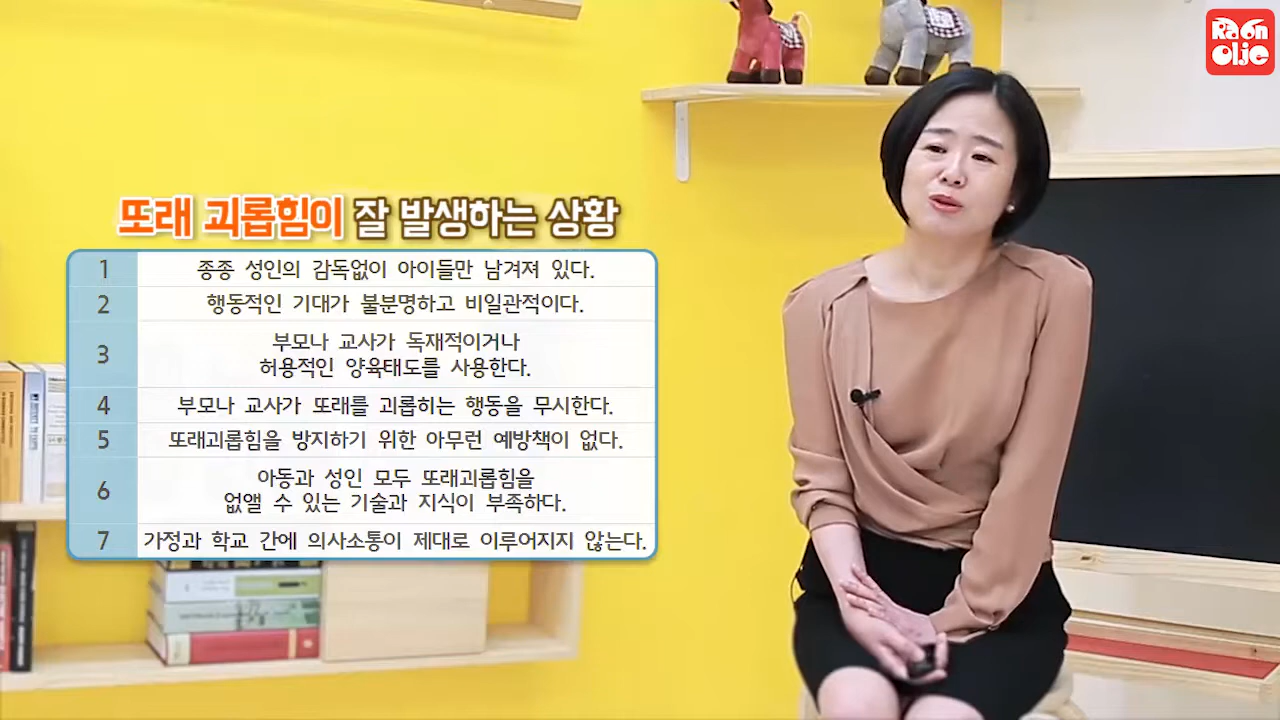 Raon
Olje
또래 괴롭힘이 잘 발생하는 상황
1 종종 성인의 감독없이 아이들만 남겨져 있다.
2 행동적인 기대가 불분명하고 비일관적이다.
3 부모나 교사가 독재적이거나
허용적인 양육태도를 사용한다.
4 부모나 교사가 또래를 괴롭히는 행동을 무시한다.
5 또래괴롭힘을 방지하기 위한 아무런 예방책이 없다.
6 아동과 성인 모두 또래괴롭힘을
없앨 수 있는 기술과 지식이 부족하다.
7 가정과 학교 간에 의사소통이 제대로 이루어지지 않는다.